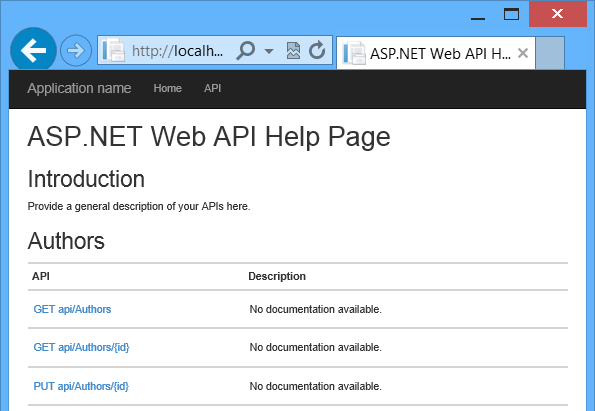 http://localh...
ASP.NET Web API H...
Application name Home API
ASP.NET Web API Help Page
Introduction
Provide a general description of your APIs here.
Authors
API Description
GET api/Authors No documentation available.
GET api/Authors/{id} No documentation available.
PUT api/Authors/{id} No documentation available.